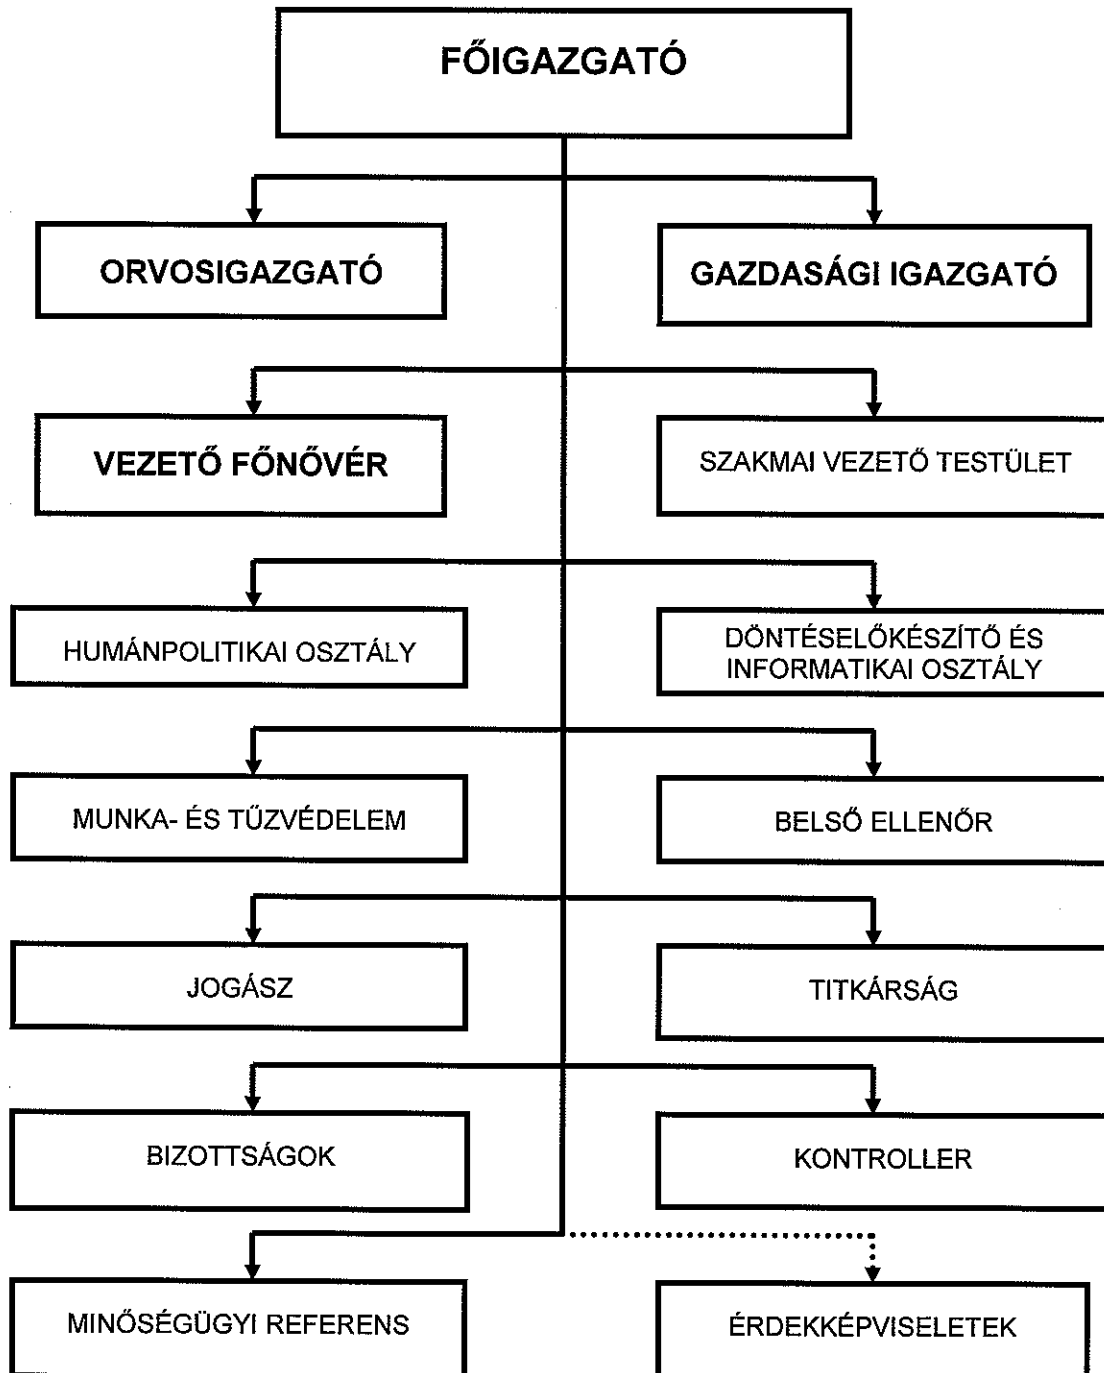 FŐIGAZGATÓ
ORVOSIGAZGATÓ
GAZDASÁGI IGAZGATÓ
VEZETŐ FŐNŐVÉR
SZAKMAI VEZETŐ TESTÜLET
HUMÁNPOLITIKAI OSZTÁLY
DÖNTÉSELŐKÉSZÍTŐ ÉS
INFORMATIKAI OSZTÁLY
MUNKA- ÉS TŰZVÉDELEM
BELSŐ ELLENŐR
JOGÁSZ
TITKÁRSÁG
BIZOTTSÁGOK
KONTROLLER
MINŐSÉGÜGYI REFERENS
ÉRDEKKÉPVISELETEK